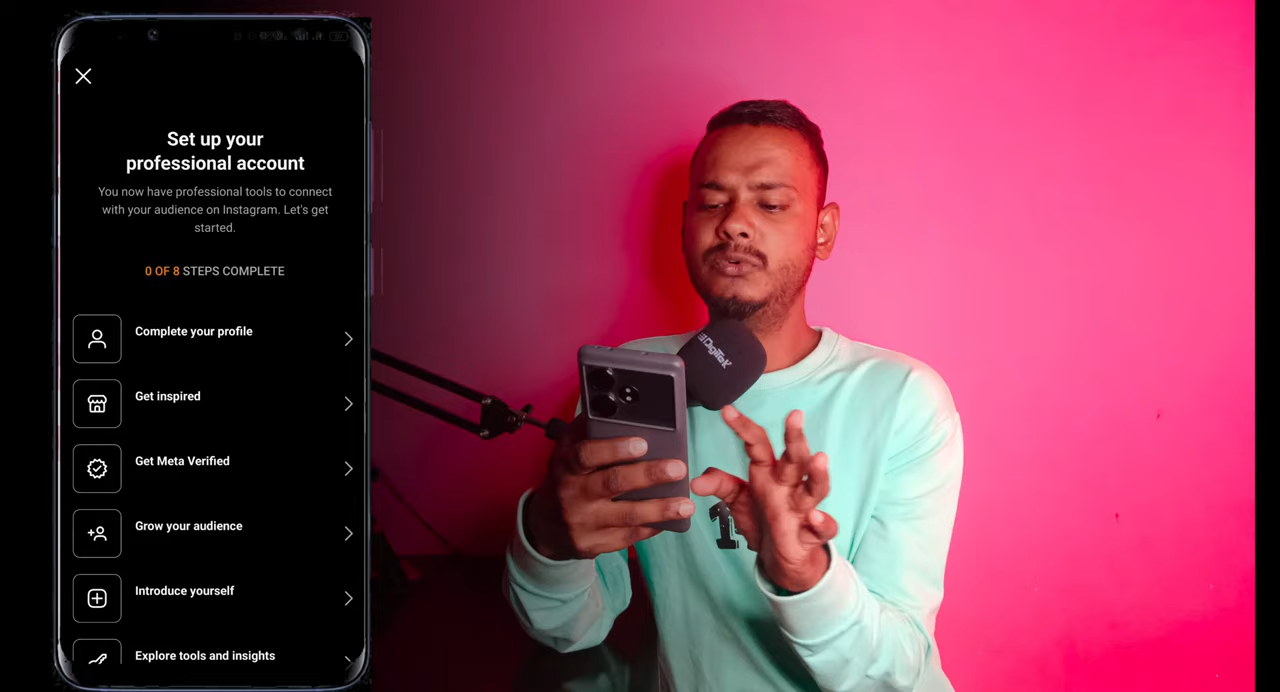 Set up your
professional account
You now have professional tools to connect
with your audience on Instagram. Let's get
started.
0 OF 8 STEPS COMPLETE
Complete your profile
Get inspired
Get Meta Verified
Grow your audience
Introduce yourself
Explore tools and insights
DigiTek
1